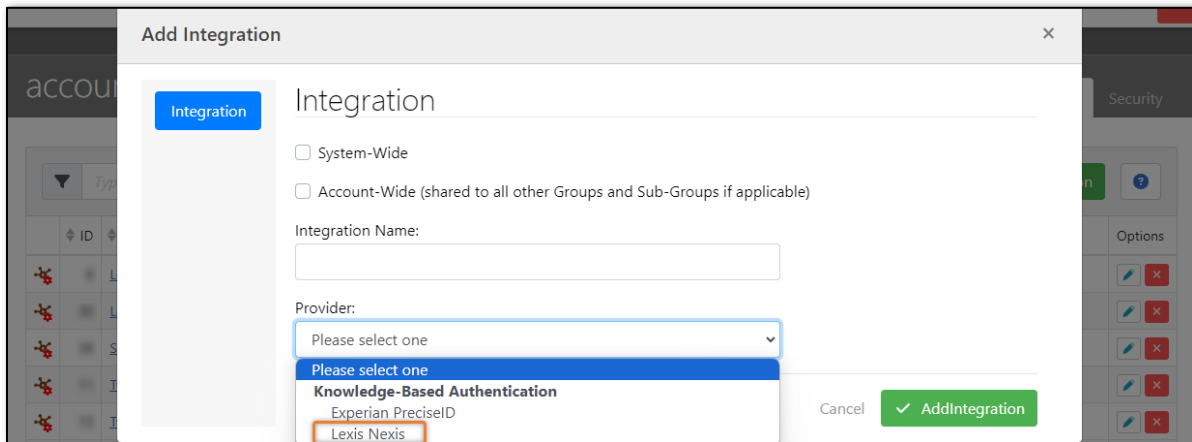 Add Integration
×
accou
Security
Integration
Integration
System-Wide
Account-Wide (shared to all other Groups and Sub-Groups if applicable)
Typ
n
ID
Integration Name:
Options
L
L
Provider:
S
Please select one
Please select one
Knowledge-Based Authentication
Experian PreciseID
Lexis Nexis
Cancel
AddIntegration